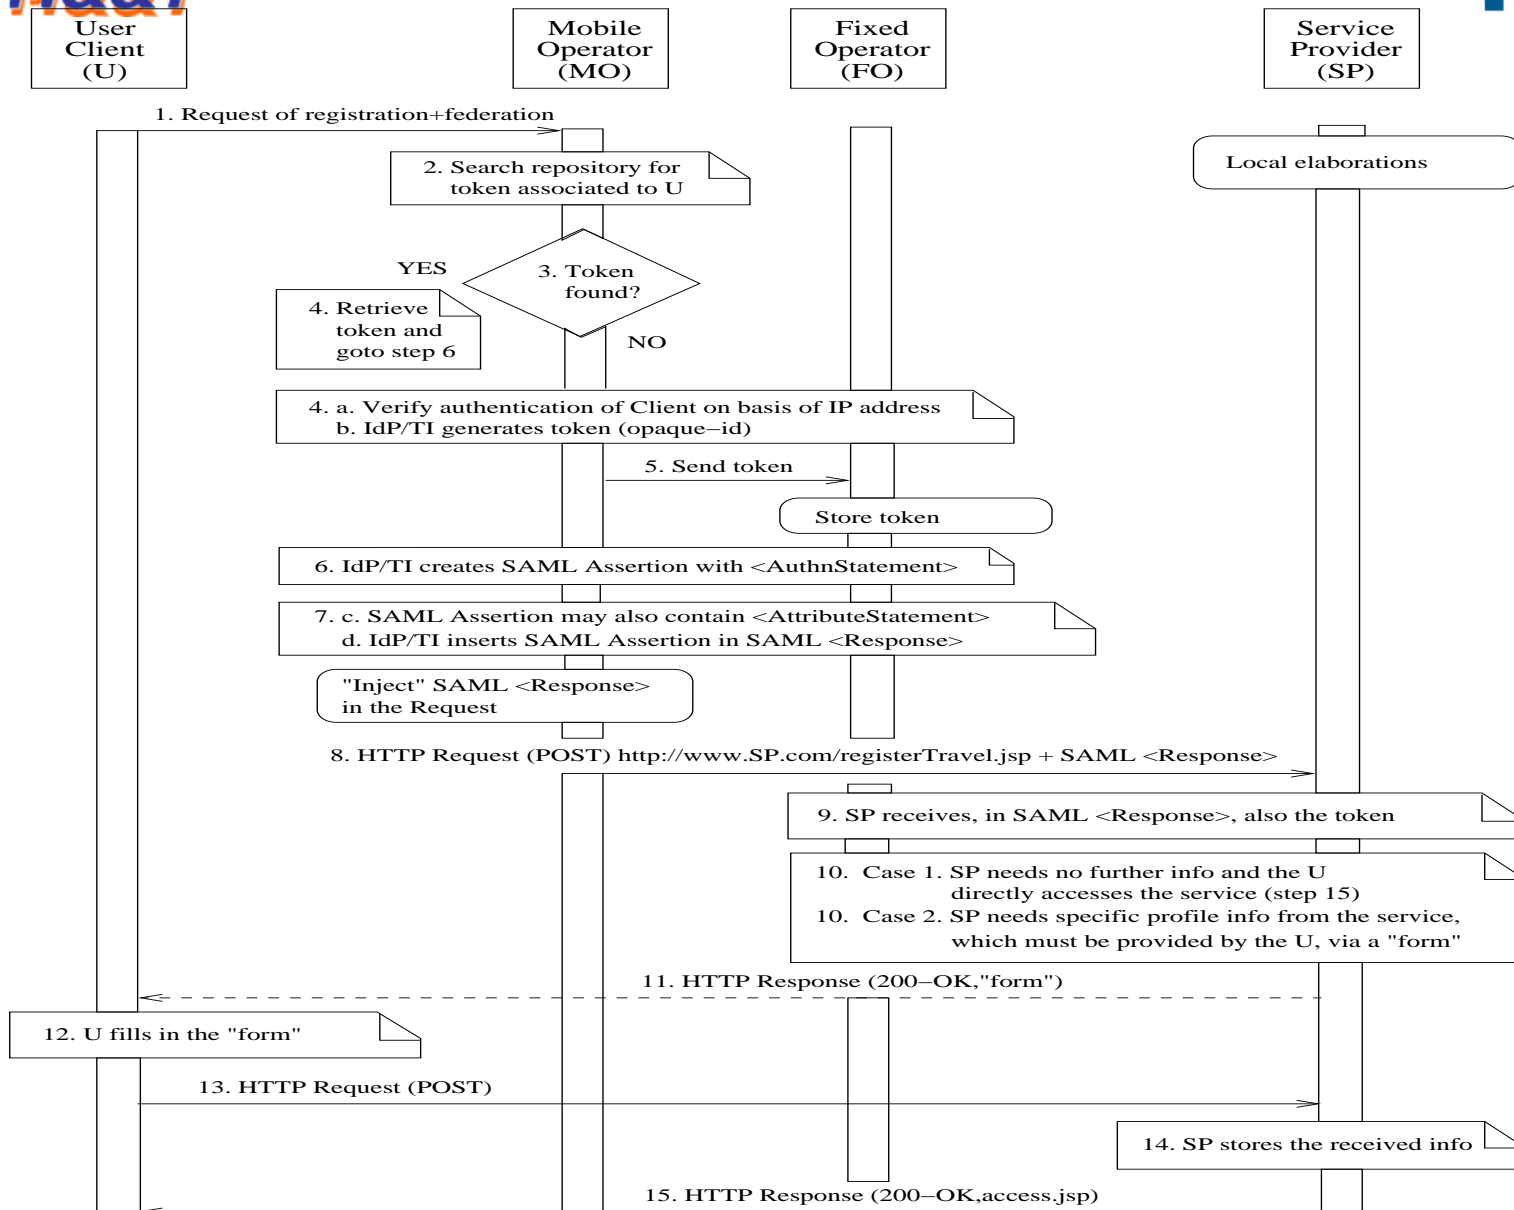 User
Client
(U)
Mobile
Operator
(MO)
Fixed
Operator
(FO)
Service
Provider
(SP)
1. Request of registration+federation
2. Search repository for
token associated to U
Local elaborations
YES
3. Token
found?
4. Retrieve
token and
goto step 6
NO
4. a. Verify authentication of Client on basis of IP address
b. IdP/TI generates token (opaque−id)
5. Send token
Store token
6. IdP/TI creates SAML Assertion with <AuthnStatement>
7. c. SAML Assertion may also contain <AttributeStatement>
d. IdP/TI inserts SAML Assertion in SAML <Response>
"Inject" SAML <Response>
in the Request
8. HTTP Request (POST) http://www.SP.com/registerTravel.jsp + SAML <Response>
9. SP receives, in SAML <Response>, also the token
10. Case 1. SP needs no further info and the U
directly accesses the service (step 15)
10. Case 2. SP needs specific profile info from the service,
which must be provided by the U, via a "form"
11. HTTP Response (200−OK,"form")
12. U fills in the "form"
13. HTTP Request (POST)
14. SP stores the received info
15. HTTP Response (200−OK,access.jsp)